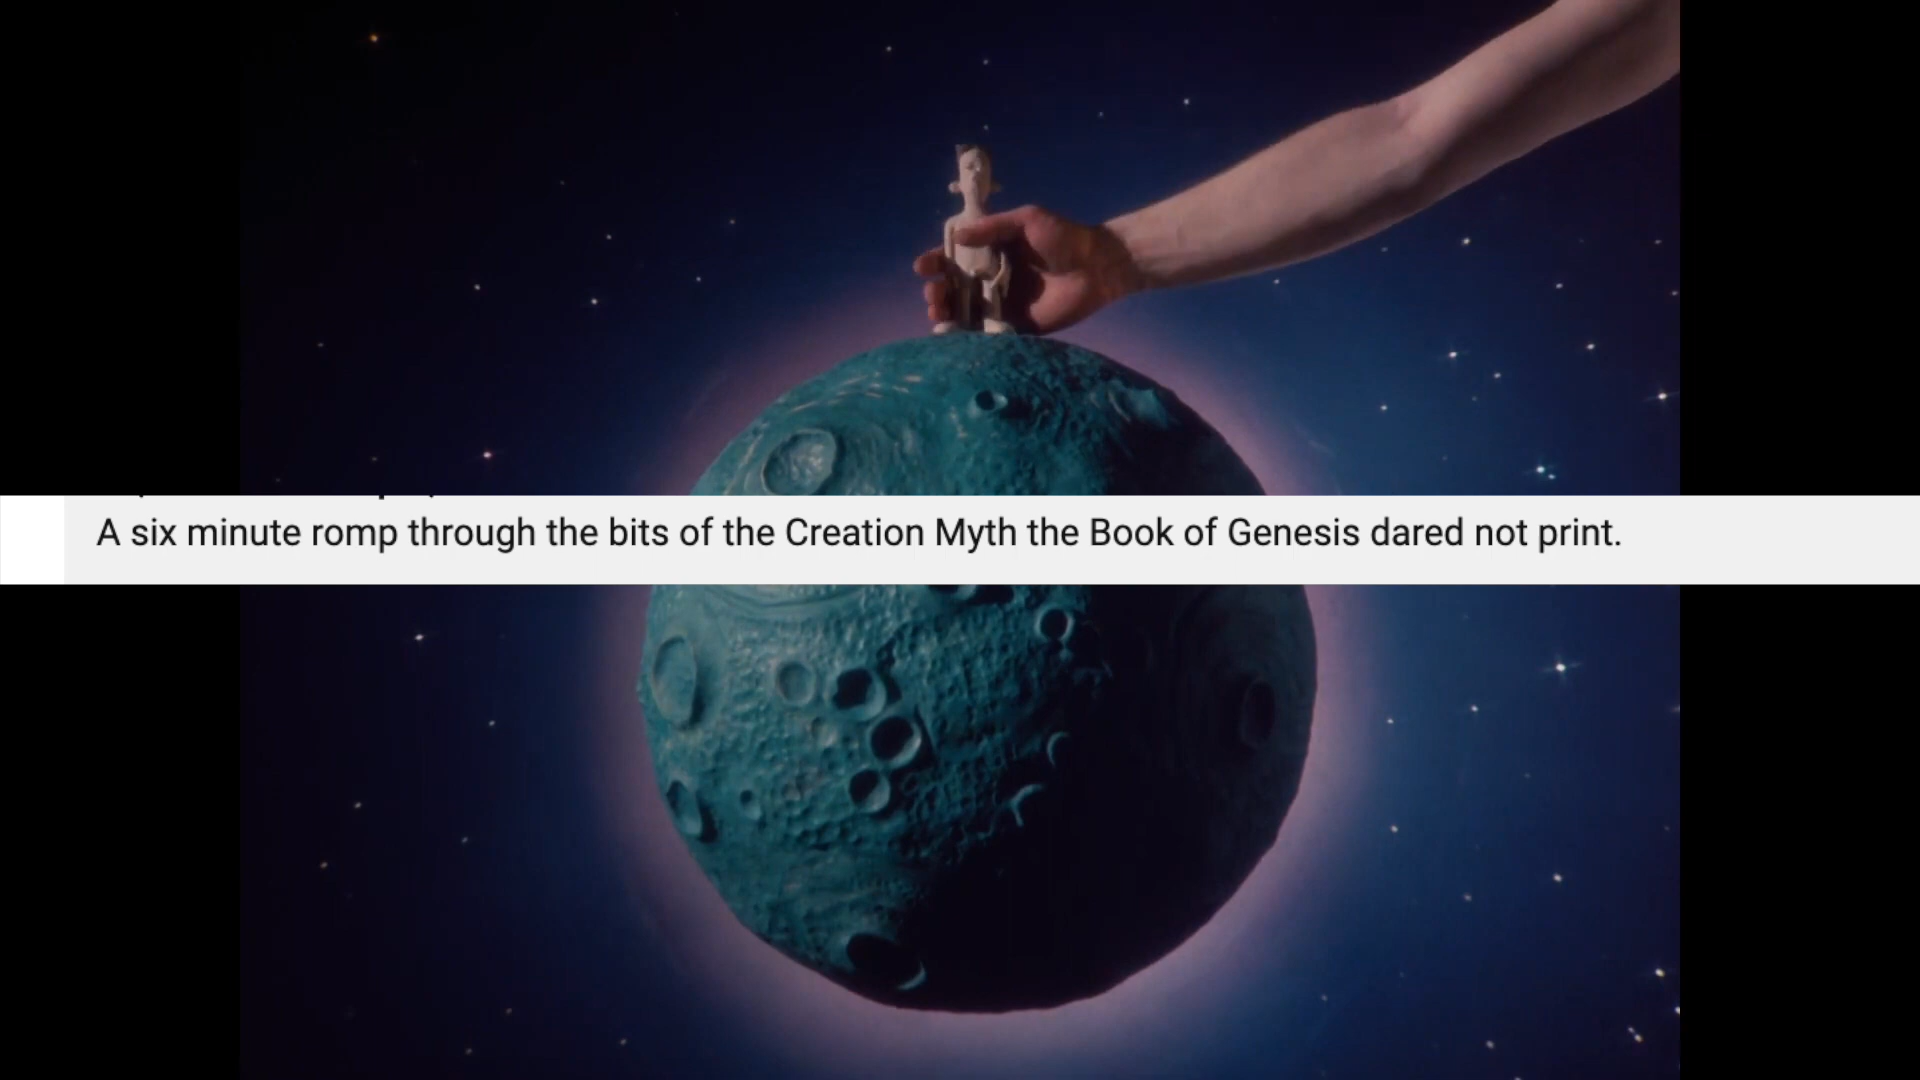 A six minute romp through the bits of the Creation Myth the Book of Genesis dared not print.